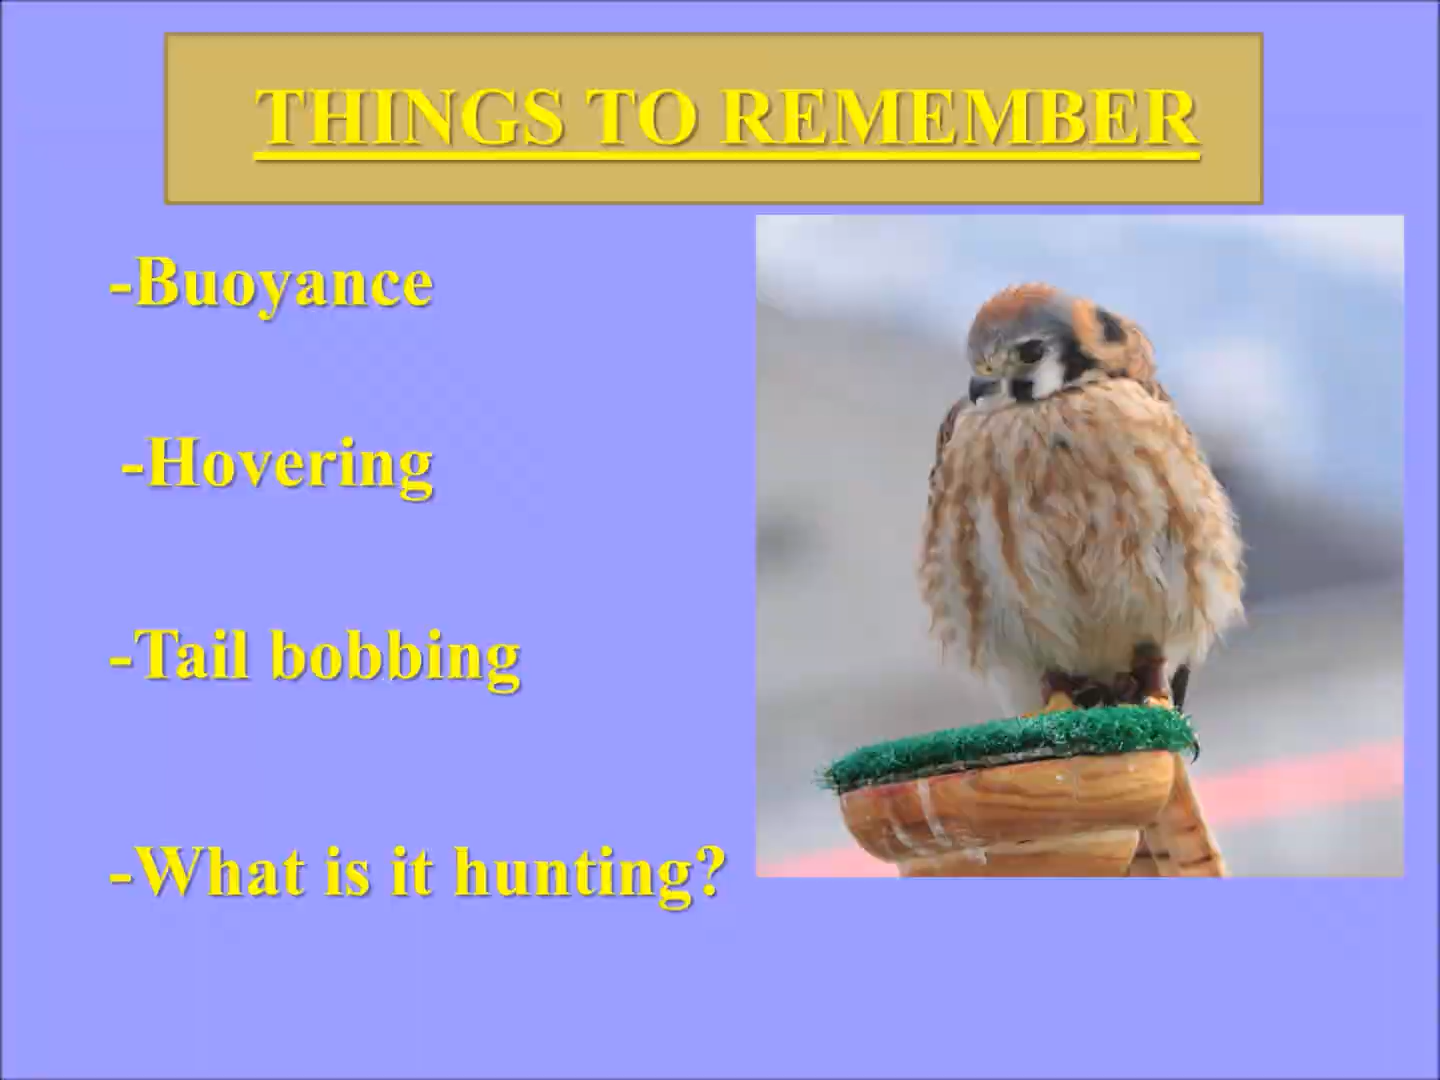 THINGS TO REMEMBER
-Buoyance
-Hovering
-Tail bobbing
-What is it hunting?